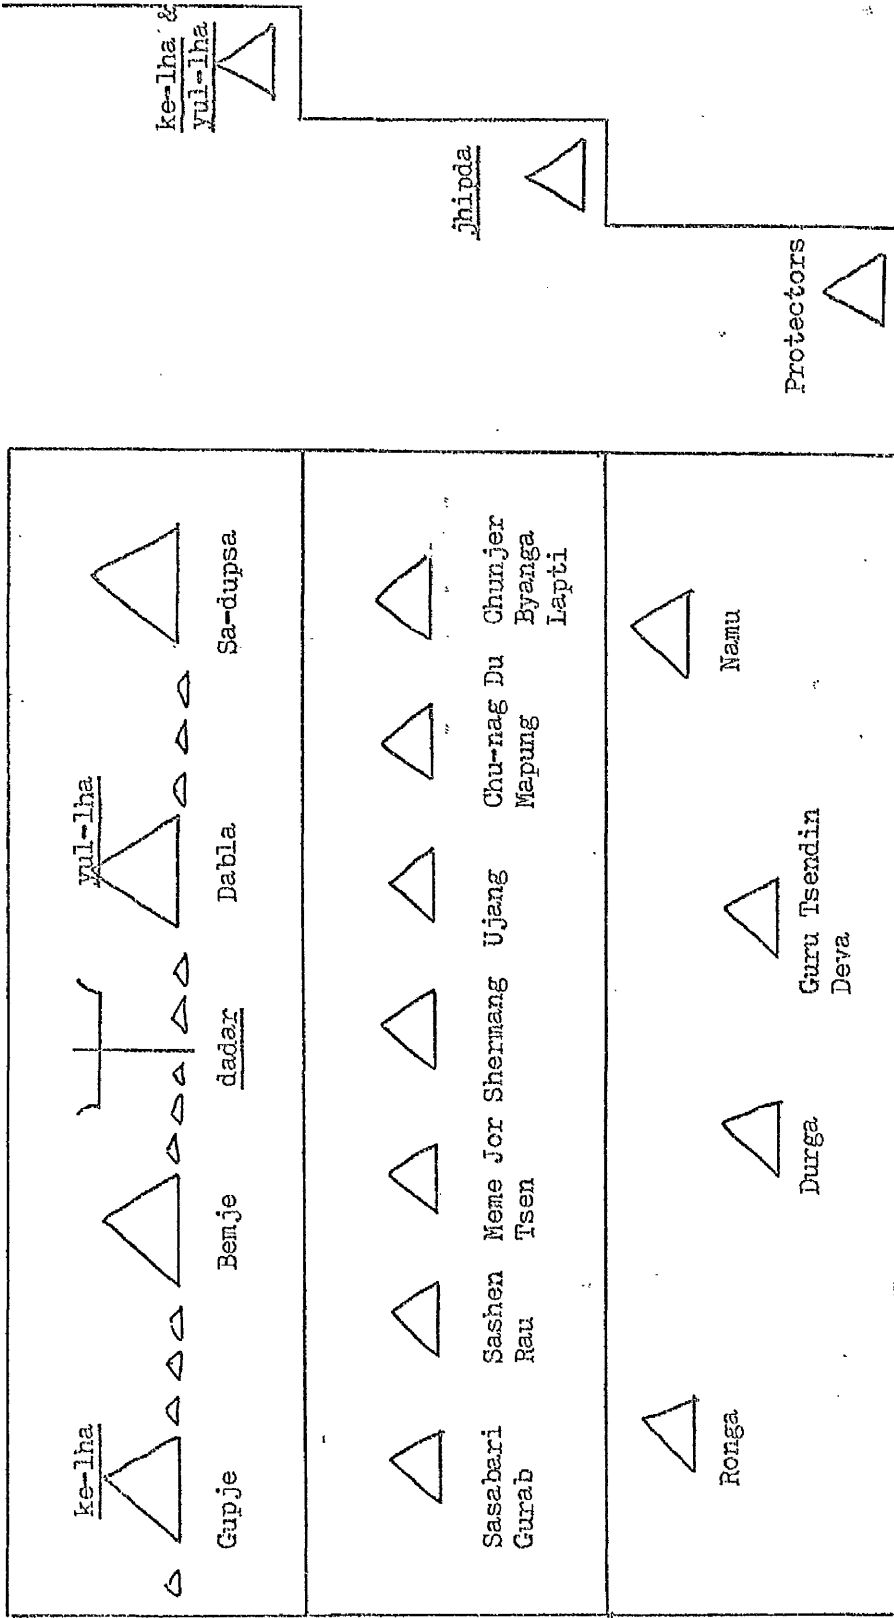 ke-lha
yul-lha
Gupje
Bemje
dadar
Dabla
Sa-dupsa
ke-lha &
yul-lha
Sasabari
Gurab
Sashen
Rau
Meme Jor
Tsen
Shermang
Ujang
Chu-nag Du
Mapung
Chunjer
Byanga
Lapti
jhipda
Ronga
Durga
Guru Tsendin
Deva
Namu
Protectors